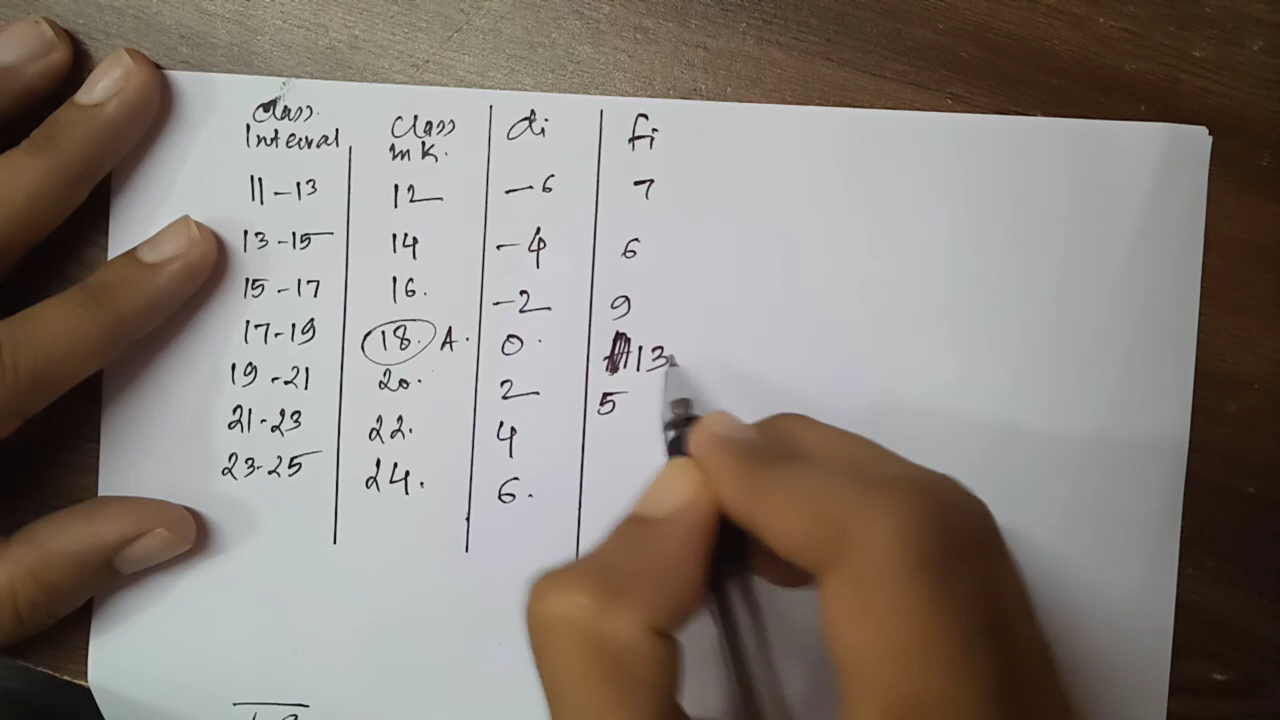 Class Class di fi
Interval mk.
11-13 12 -6 7
13-15 14 -4 6
15-17 16. -2 9
17-19 18. A. 0. 13
19-21 20. 2 5
21-23 22. 4
23-25 24. 6.